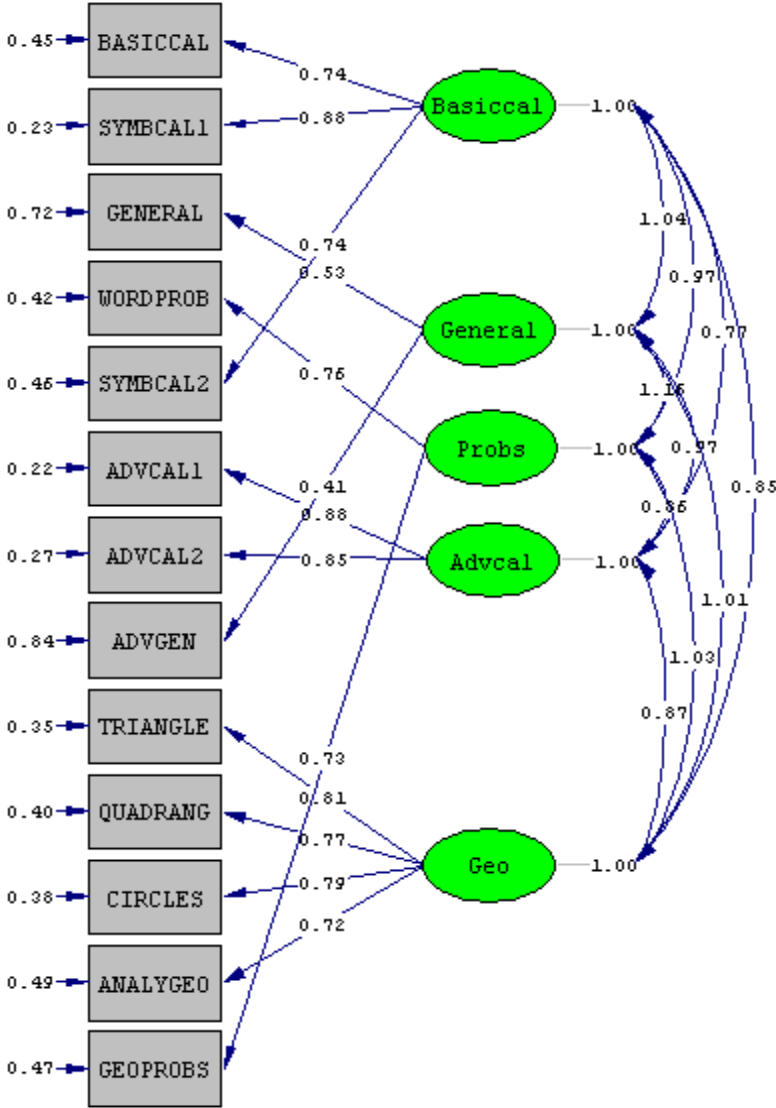 0.45 BASICCAL
0.74 Basiccal 1.00
0.88
0.23 SYMBCAL1
0.72 GENERAL
1.04
0.74
0.53
0.97
0.42 WORDPROB
General 1.00
0.77
0.76
0.46 SYMBCAL2
1.16
Probs 1.00
0.97
0.22 ADVCAL1
0.41
0.85
0.86
0.88
0.27 ADVCAL2
0.85 Advcal 1.00
1.01
0.84 ADVGEN
1.03
0.87
0.35 TRIANGLE
0.73
0.81
0.40 QUADRANG
0.77
Geo 1.00
0.79
0.38 CIRCLES
0.72
0.49 ANALYGEO
0.47 GEOPROBS